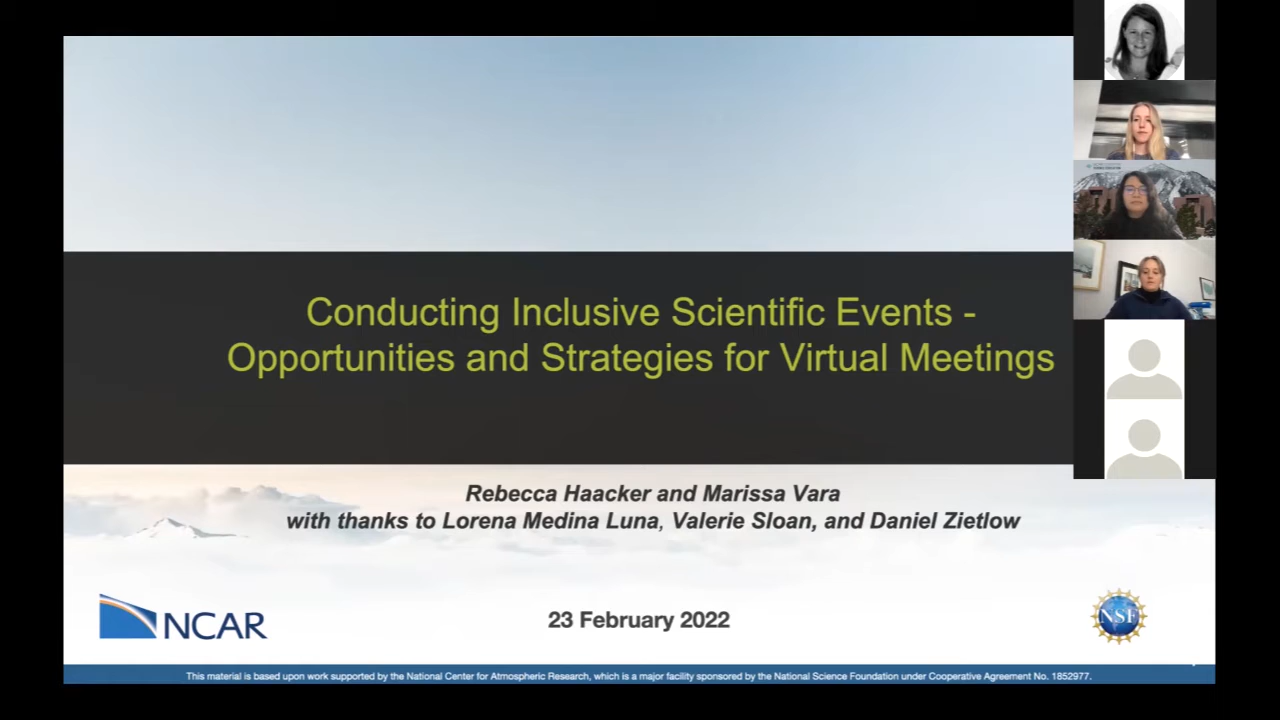 Conducting Inclusive Scientific Events -
Opportunities and Strategies for Virtual Meetings
Rebecca Haacker and Marissa Vara
with thanks to Lorena Medina Luna, Valerie Sloan, and Daniel Zietlow
NCAR
23 February 2022
NSF
This material is based upon work supported by the National Center for Atmospheric Research, which is a major facility sponsored by the National Science Foundation under Cooperative Agreement No. 1852977.